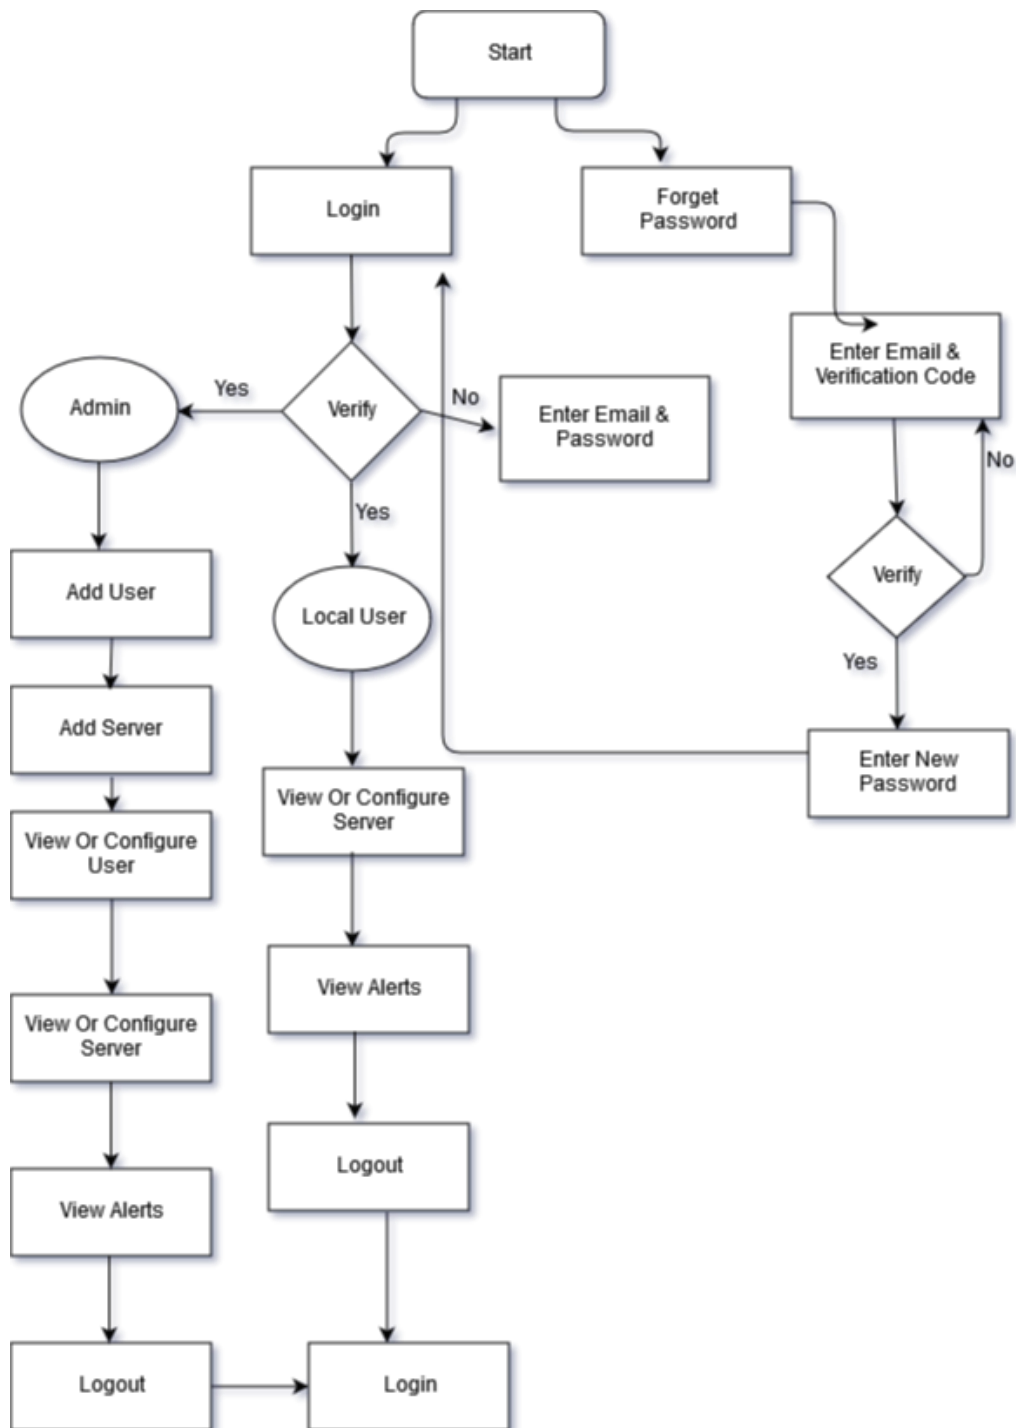 Start
Login
Forget
Password
Enter Email &
Verification Code
Yes
Admin
Verify
No
Enter Email &
Password
No
Yes
Verify
Add User
Local User
Yes
Add Server
Enter New
Password
View Or Configure
Server
View Or Configure
User
View Alerts
View Or Configure
Server
Logout
View Alerts
Logout
Login